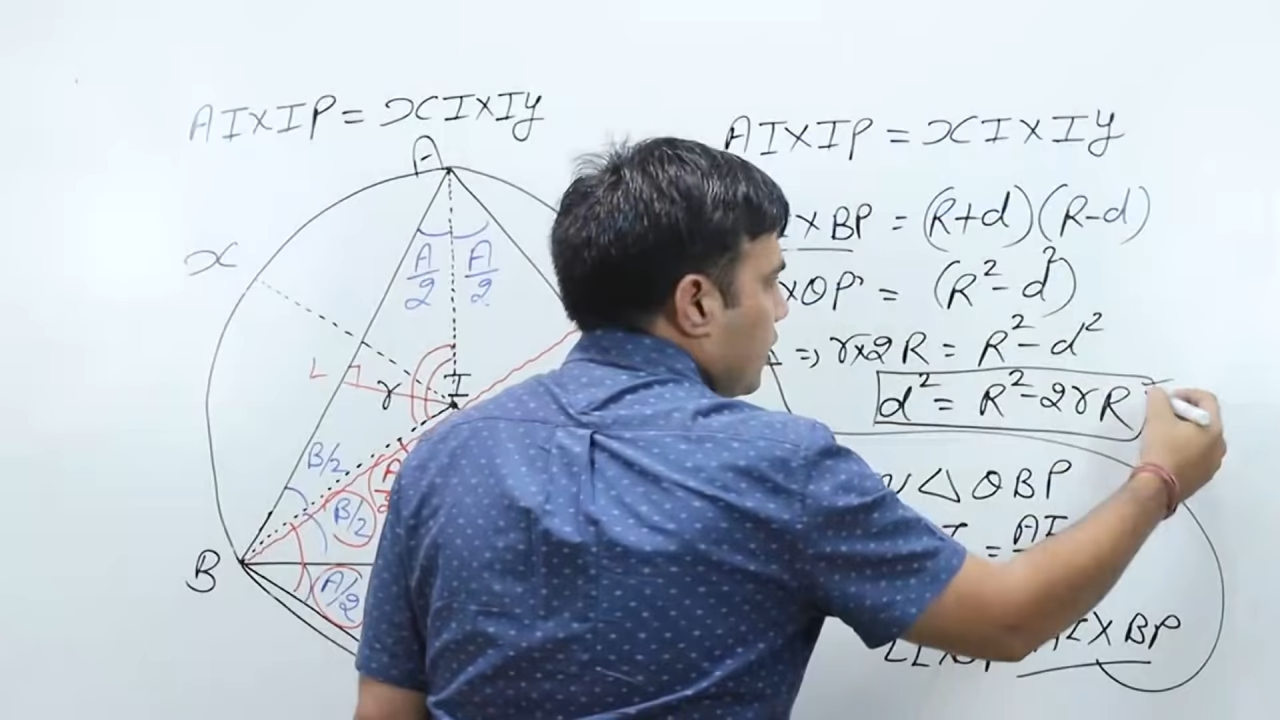 AI×IP = xI×Iy
A
x
A/2 A/2
L
r
I
B/2
B/2
B
A/2
AI×IP = xI×Iy
×BP = (R+d)(R-d)
×OP = (R²-d²)
=> r×2R = R²-d²
d² = R²-2rR
△OBP
= AI
I×BP